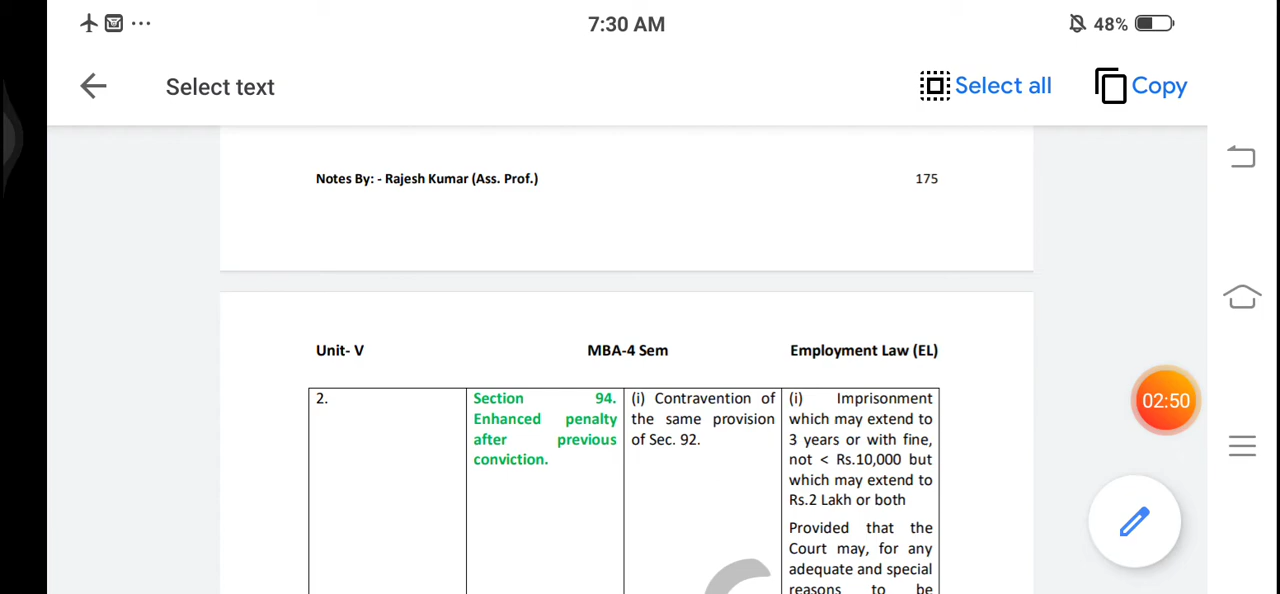 7:30 AM
48%
Select text
Select all
Copy
Notes By: - Rajesh Kumar (Ass. Prof.)
175
Unit- V
MBA-4 Sem
Employment Law (EL)
2.
Section 94.
Enhanced penalty
after previous
conviction.
(i) Contravention of
the same provision
of Sec. 92.
(i) Imprisonment
which may extend to
3 years or with fine,
not < Rs.10,000 but
which may extend to
Rs.2 Lakh or both
Provided that the
Court may, for any
adequate and special
reasons to be
02:50